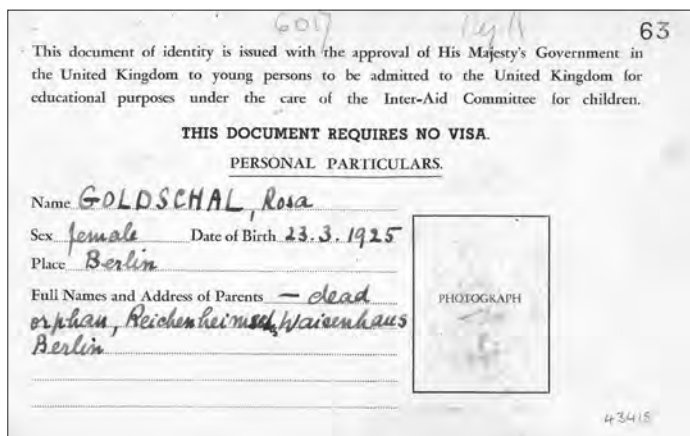 6017
63
This document of identity is issued with the approval of His Majesty's Government in
the United Kingdom to young persons to be admitted to the United Kingdom for
educational purposes under the care of the Inter-Aid Committee for children.
THIS DOCUMENT REQUIRES NO VISA.
PERSONAL PARTICULARS.
Name GOLDSCHAL, Rosa
Sex female Date of Birth 23.3.1925
Place Berlin
Full Names and Address of Parents — dead
orphan, Reichenheimsch Waisenhaus
Berlin
PHOTOGRAPH
43415